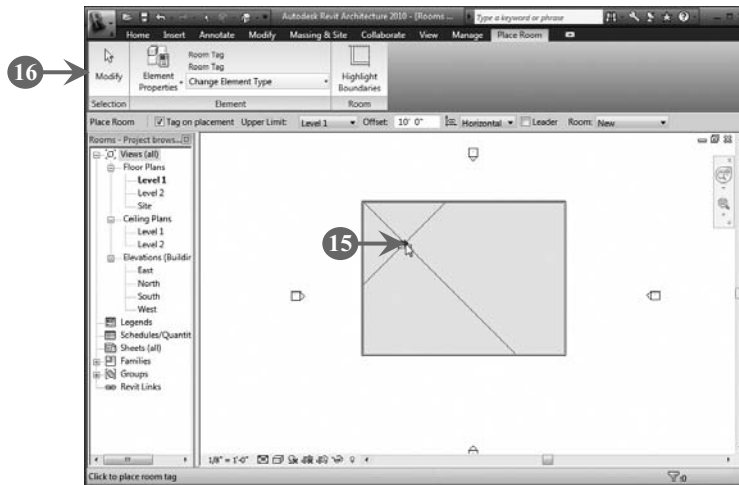 Autodesk Revit Architecture 2010 - [Rooms ...
Type a keyword or phrase
Home Insert Annotate Modify Massing & Site Collaborate View Manage Place Room
16
Modify
Element Properties
Room Tag
Room Tag
Change Element Type
Highlight Boundaries
Selection Element Room
Place Room Tag on placement Upper Limit: Level 1 Offset: 10' 0" Horizontal Leader Room: New
Rooms - Project brows...
Views (all)
Floor Plans
Level 1
Level 2
Site
Ceiling Plans
Level 1
Level 2
Elevations (Buildir
East
North
South
West
Legends
Schedules/Quantit
Sheets (all)
Families
Groups
Revit Links
15
1/8" = 1'-0"
Click to place room tag
:0